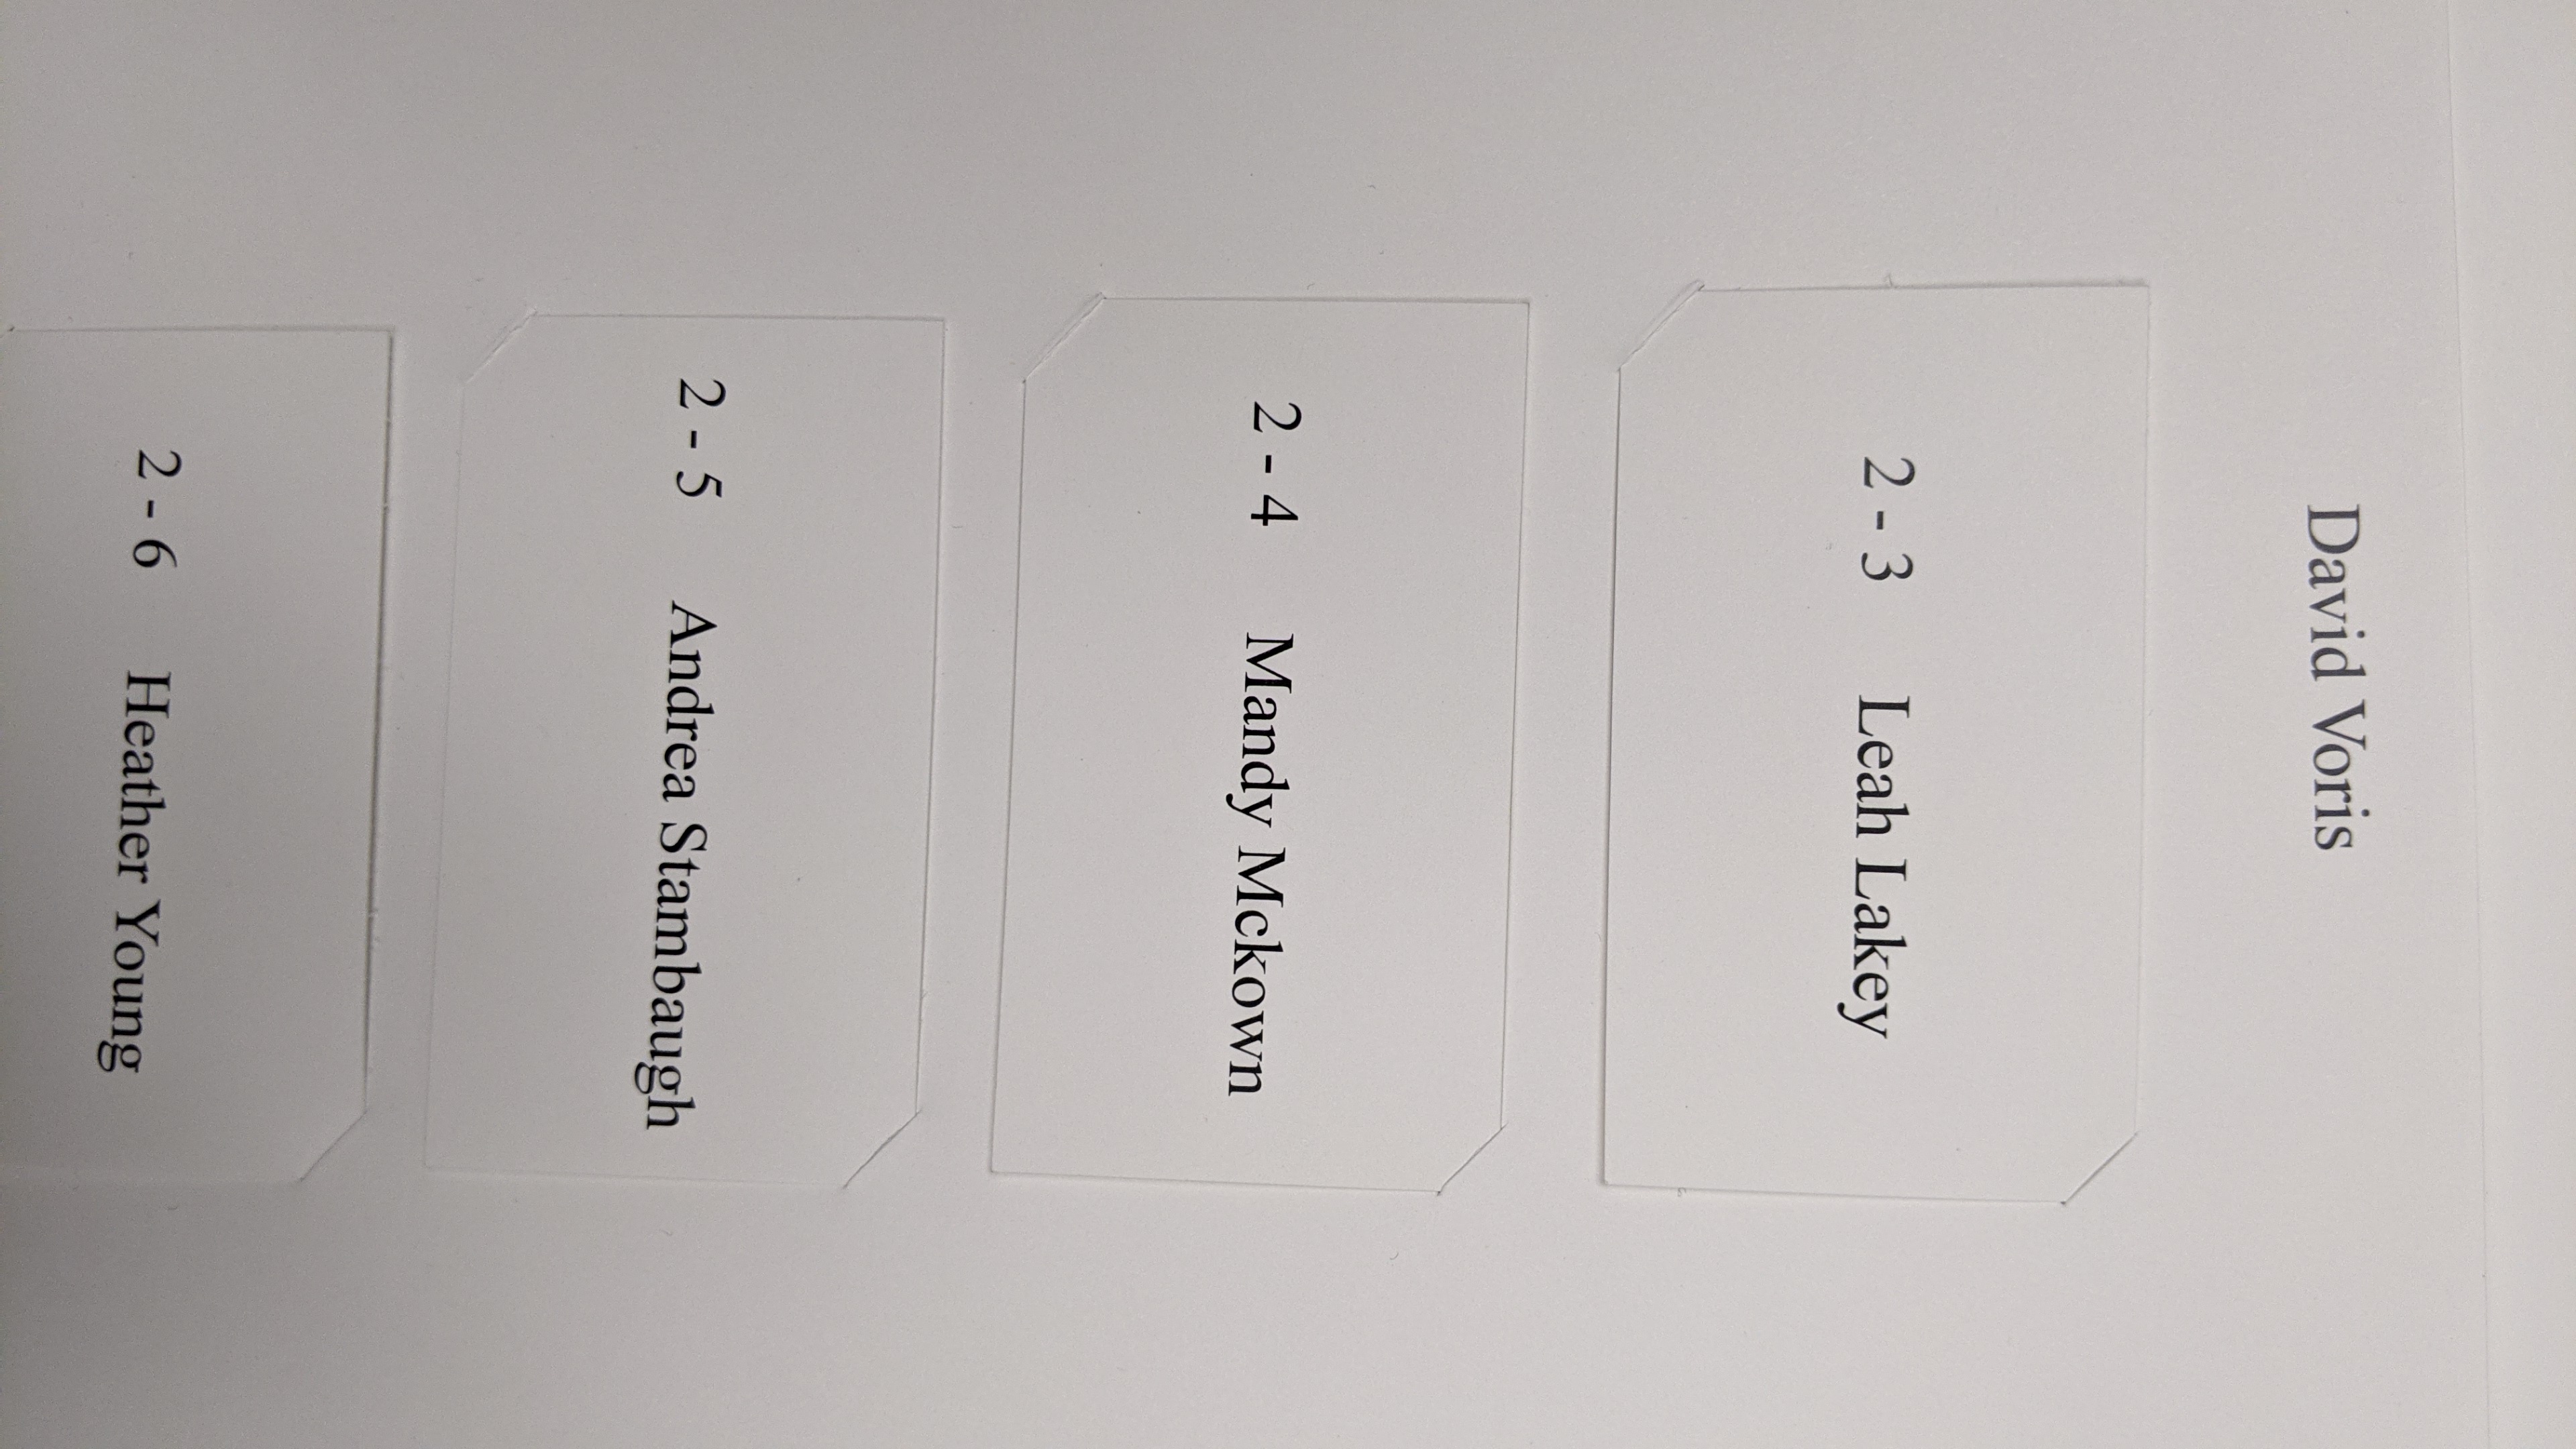 David Voris
2 - 3 Leah Lakey
2 - 4 Mandy Mckown
2 - 5 Andrea Stambaugh
2 - 6 Heather Young